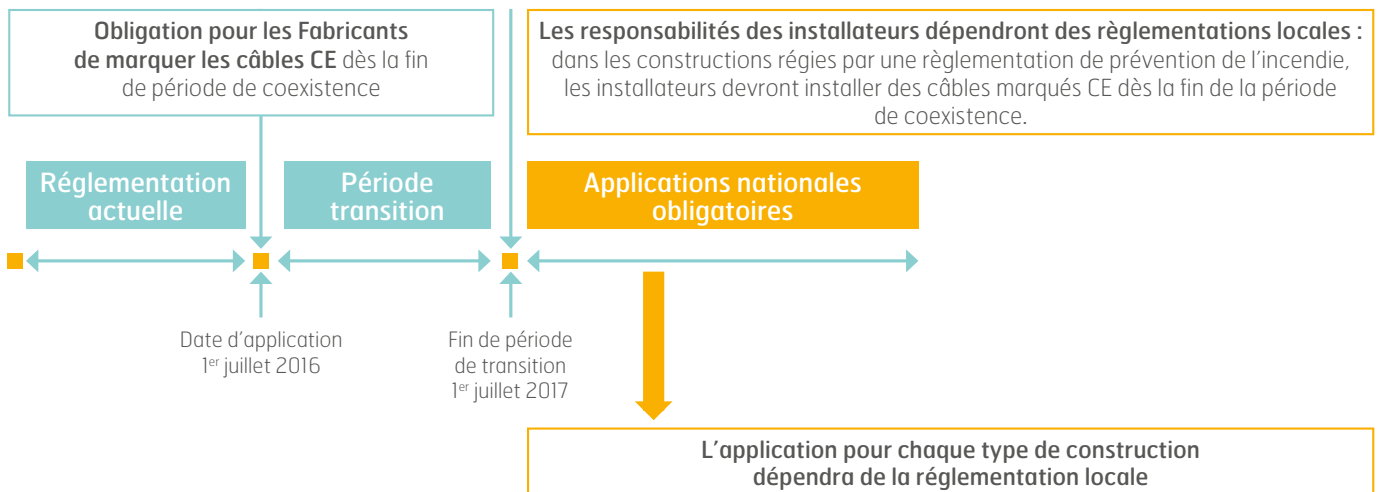 Obligation pour les Fabricants
de marquer les câbles CE dès la fin
de période de coexistence
Les responsabilités des installateurs dépendront des règlementations locales :
dans les constructions régies par une règlementation de prévention de l'incendie,
les installateurs devront installer des câbles marqués CE dès la fin de la période
de coexistence.
Réglementation
actuelle
Période
transition
Applications nationales
obligatoires
Date d'application
1er juillet 2016
Fin de période
de transition
1er juillet 2017
L'application pour chaque type de construction
dépendra de la réglementation locale